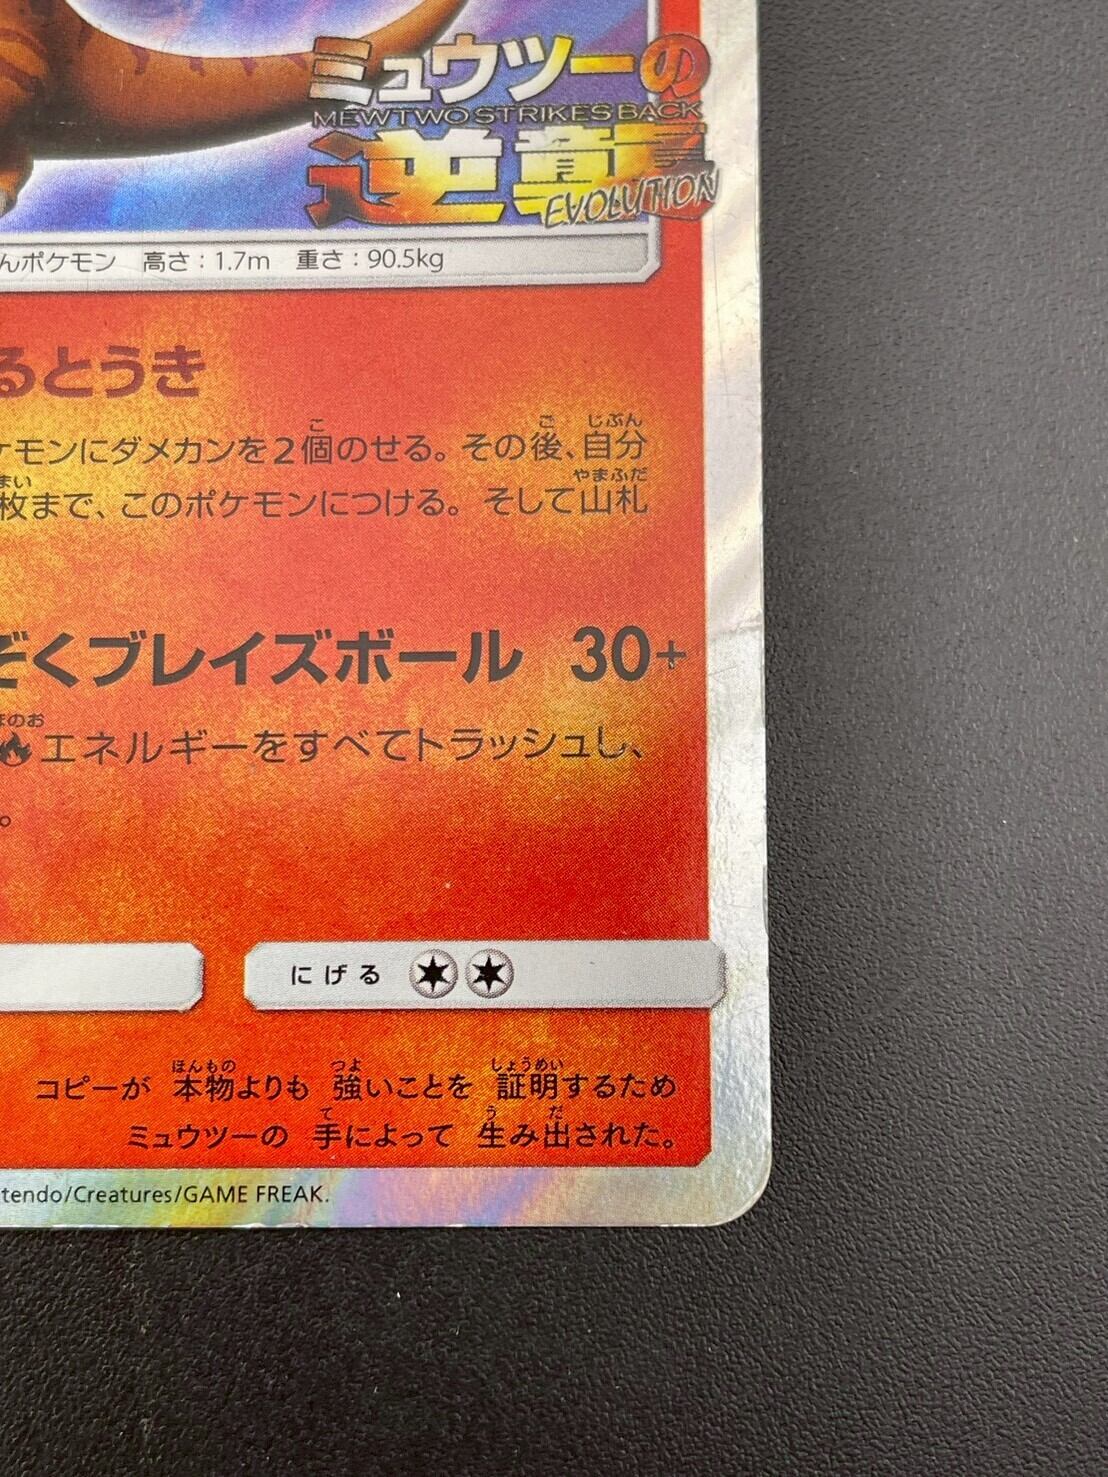 ミュウツーの
MEWTWO STRIKES BACK
逆襲
EVOLUTION
んポケモン 高さ:1.7m 重さ:90.5kg
るとうき
こ ご じぶん
ケモンにダメカンを2個のせる。その後、自分
まい やまふだ
枚まで、このポケモンにつける。そして山札
ぞくブレイズボール 30+
ほのお
エネルギーをすべてトラッシュし、
。
にげる
ほんもの つよ しょうめい
コピーが 本物よりも 強いことを 証明するため
て う だ
ミュウツーの 手によって 生み出された。
tendo/Creatures/GAME FREAK.